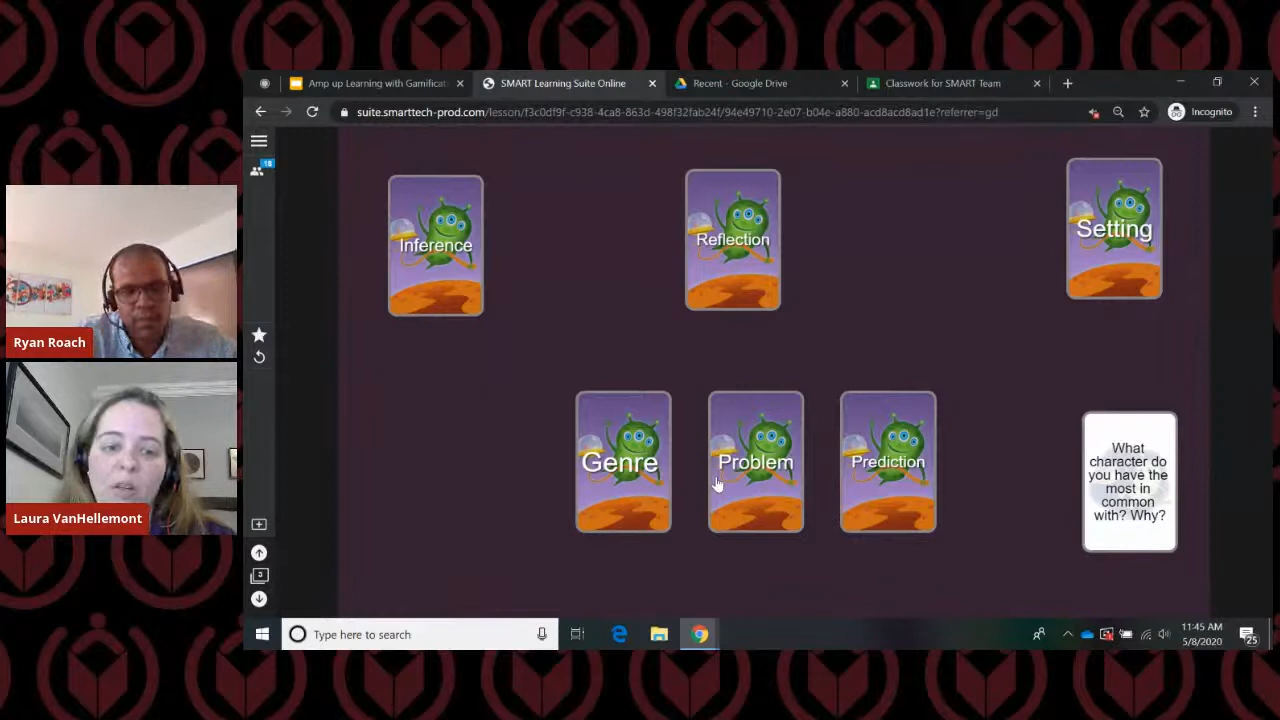 Amp up Learning with Gamificat
SMART Learning Suite Online
Recent - Google Drive
Classwork for SMART Team
suite.smarttech-prod.com/lesson/f3c0df9f-c938-4ca8-863d-498f32fab24f/94e49710-2e07-b04e-a880-acd8acd8ad1e?referrer=gd
Incognito
18
Inference
Reflection
Setting
Ryan Roach
Genre
Problem
Prediction
What
character do
you have the
most in
common
with? Why?
Laura VanHellemont
3
Type here to search
11:45 AM
5/8/2020
25